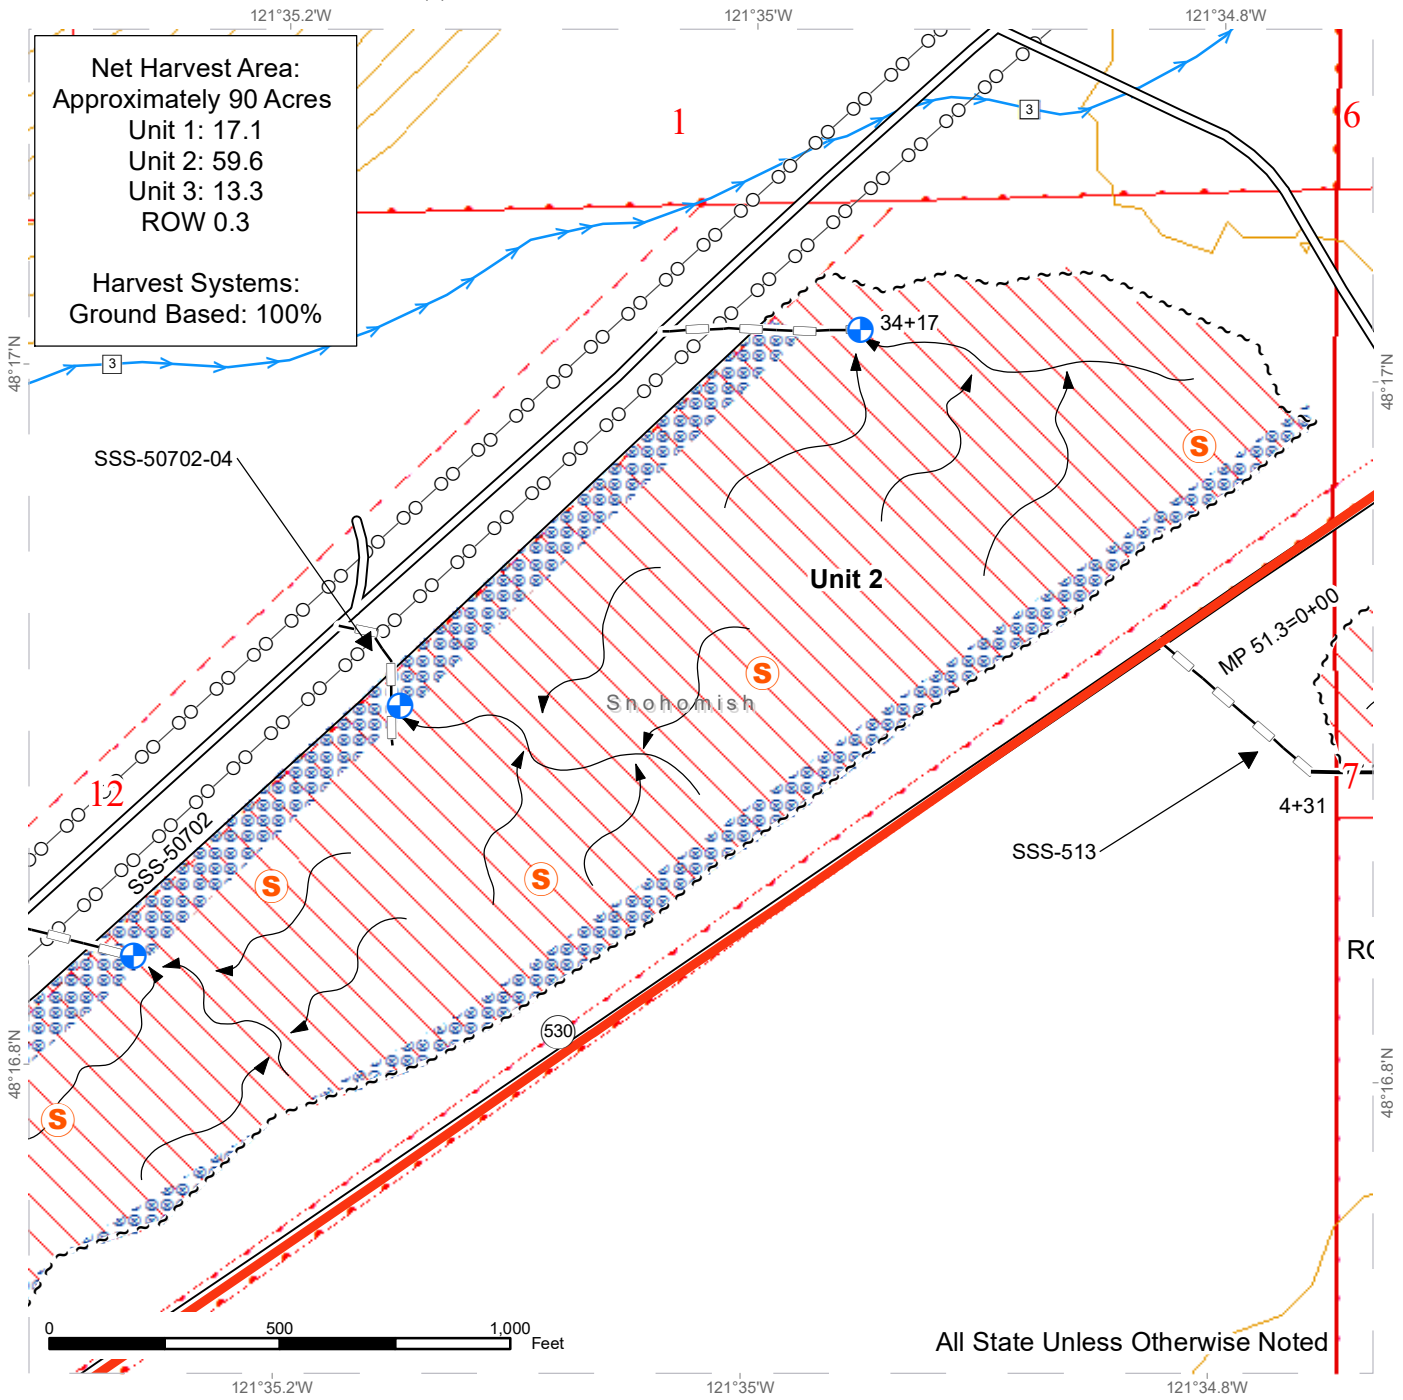 121°35.2'W
121°35'W
121°34.8'W
Net Harvest Area:
Approximately 90 Acres
Unit 1: 17.1
Unit 2: 59.6
Unit 3: 13.3
ROW 0.3
Harvest Systems:
Ground Based: 100%
1
6
3
3
48°17'N
48°17'N
34+17
SSS-50702-04
S
Unit 2
MP 51.3=0+00
S
Snohomish
12
7
4+31
SSS-50702
SSS-513
S
S
530
48°16.8'N
48°16.8'N
S
0
500
1,000
Feet
All State Unless Otherwise Noted
121°35.2'W
121°35'W
121°34.8'W